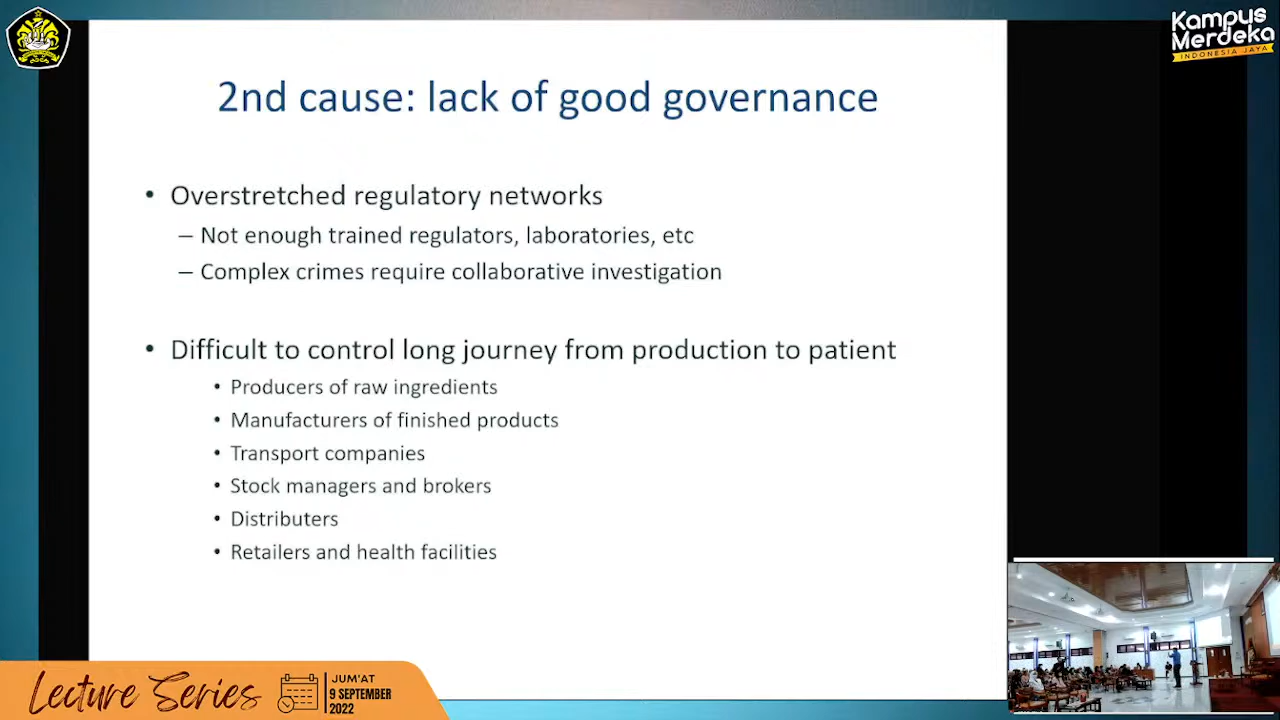 Kampus
Merdeka
INDONESIA JAYA
2nd cause: lack of good governance
• Overstretched regulatory networks
– Not enough trained regulators, laboratories, etc
– Complex crimes require collaborative investigation
• Difficult to control long journey from production to patient
• Producers of raw ingredients
• Manufacturers of finished products
• Transport companies
• Stock managers and brokers
• Distributers
• Retailers and health facilities
Lecture Series
JUM'AT
9 SEPTEMBER
2022